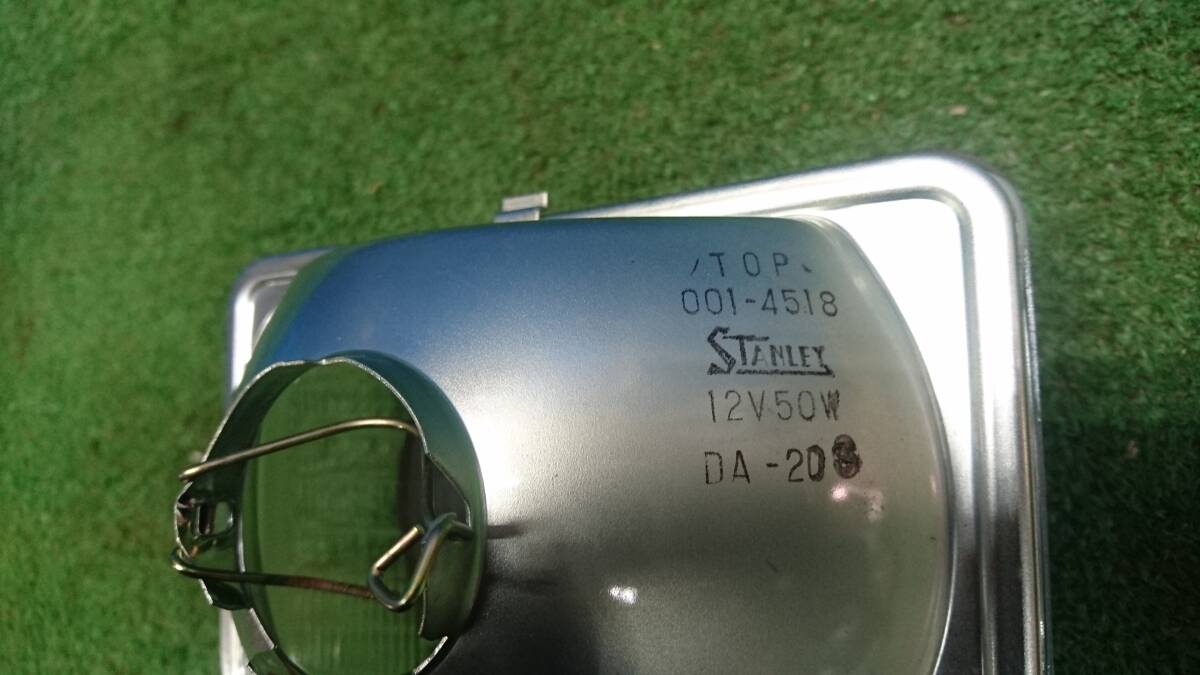 TOP
001-4518
STANLEY
12V50W
DA-20